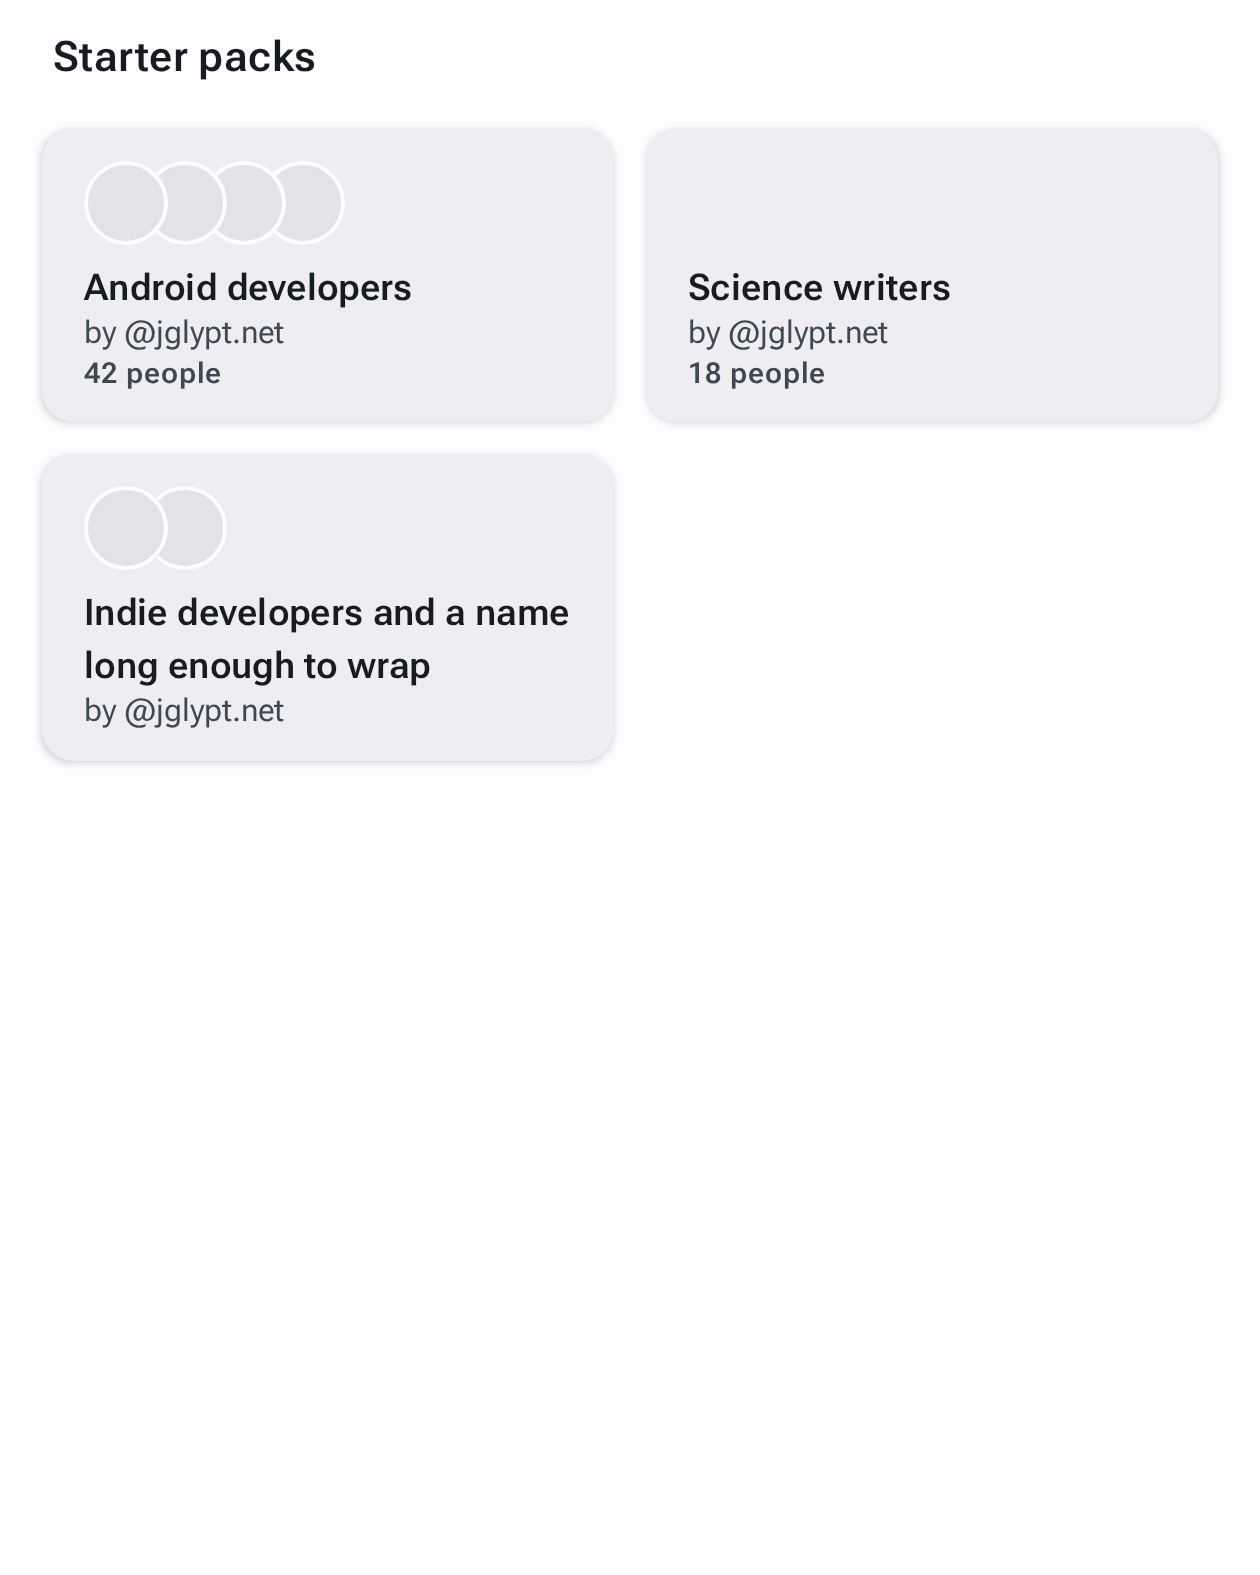 Starter packs
Android developers
by @jglypt.net
42 people
Science writers
by @jglypt.net
18 people
Indie developers and a name
long enough to wrap
by @jglypt.net